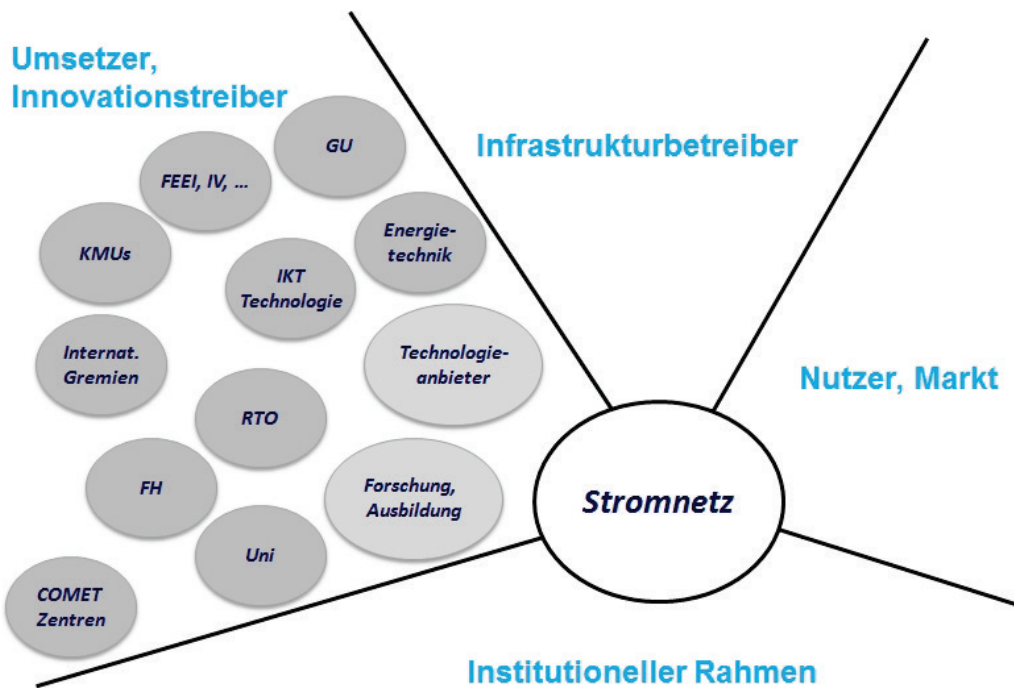 Umsetzer,
Innovationstreiber
GU
FEEI, IV, ...
KMUs
Energie-
technik
IKT
Technologie
Internat.
Gremien
Technologie-
anbieter
RTO
FH
Forschung,
Ausbildung
Uni
COMET
Zentren
Infrastrukturbetreiber
Nutzer, Markt
Stromnetz
Institutioneller Rahmen